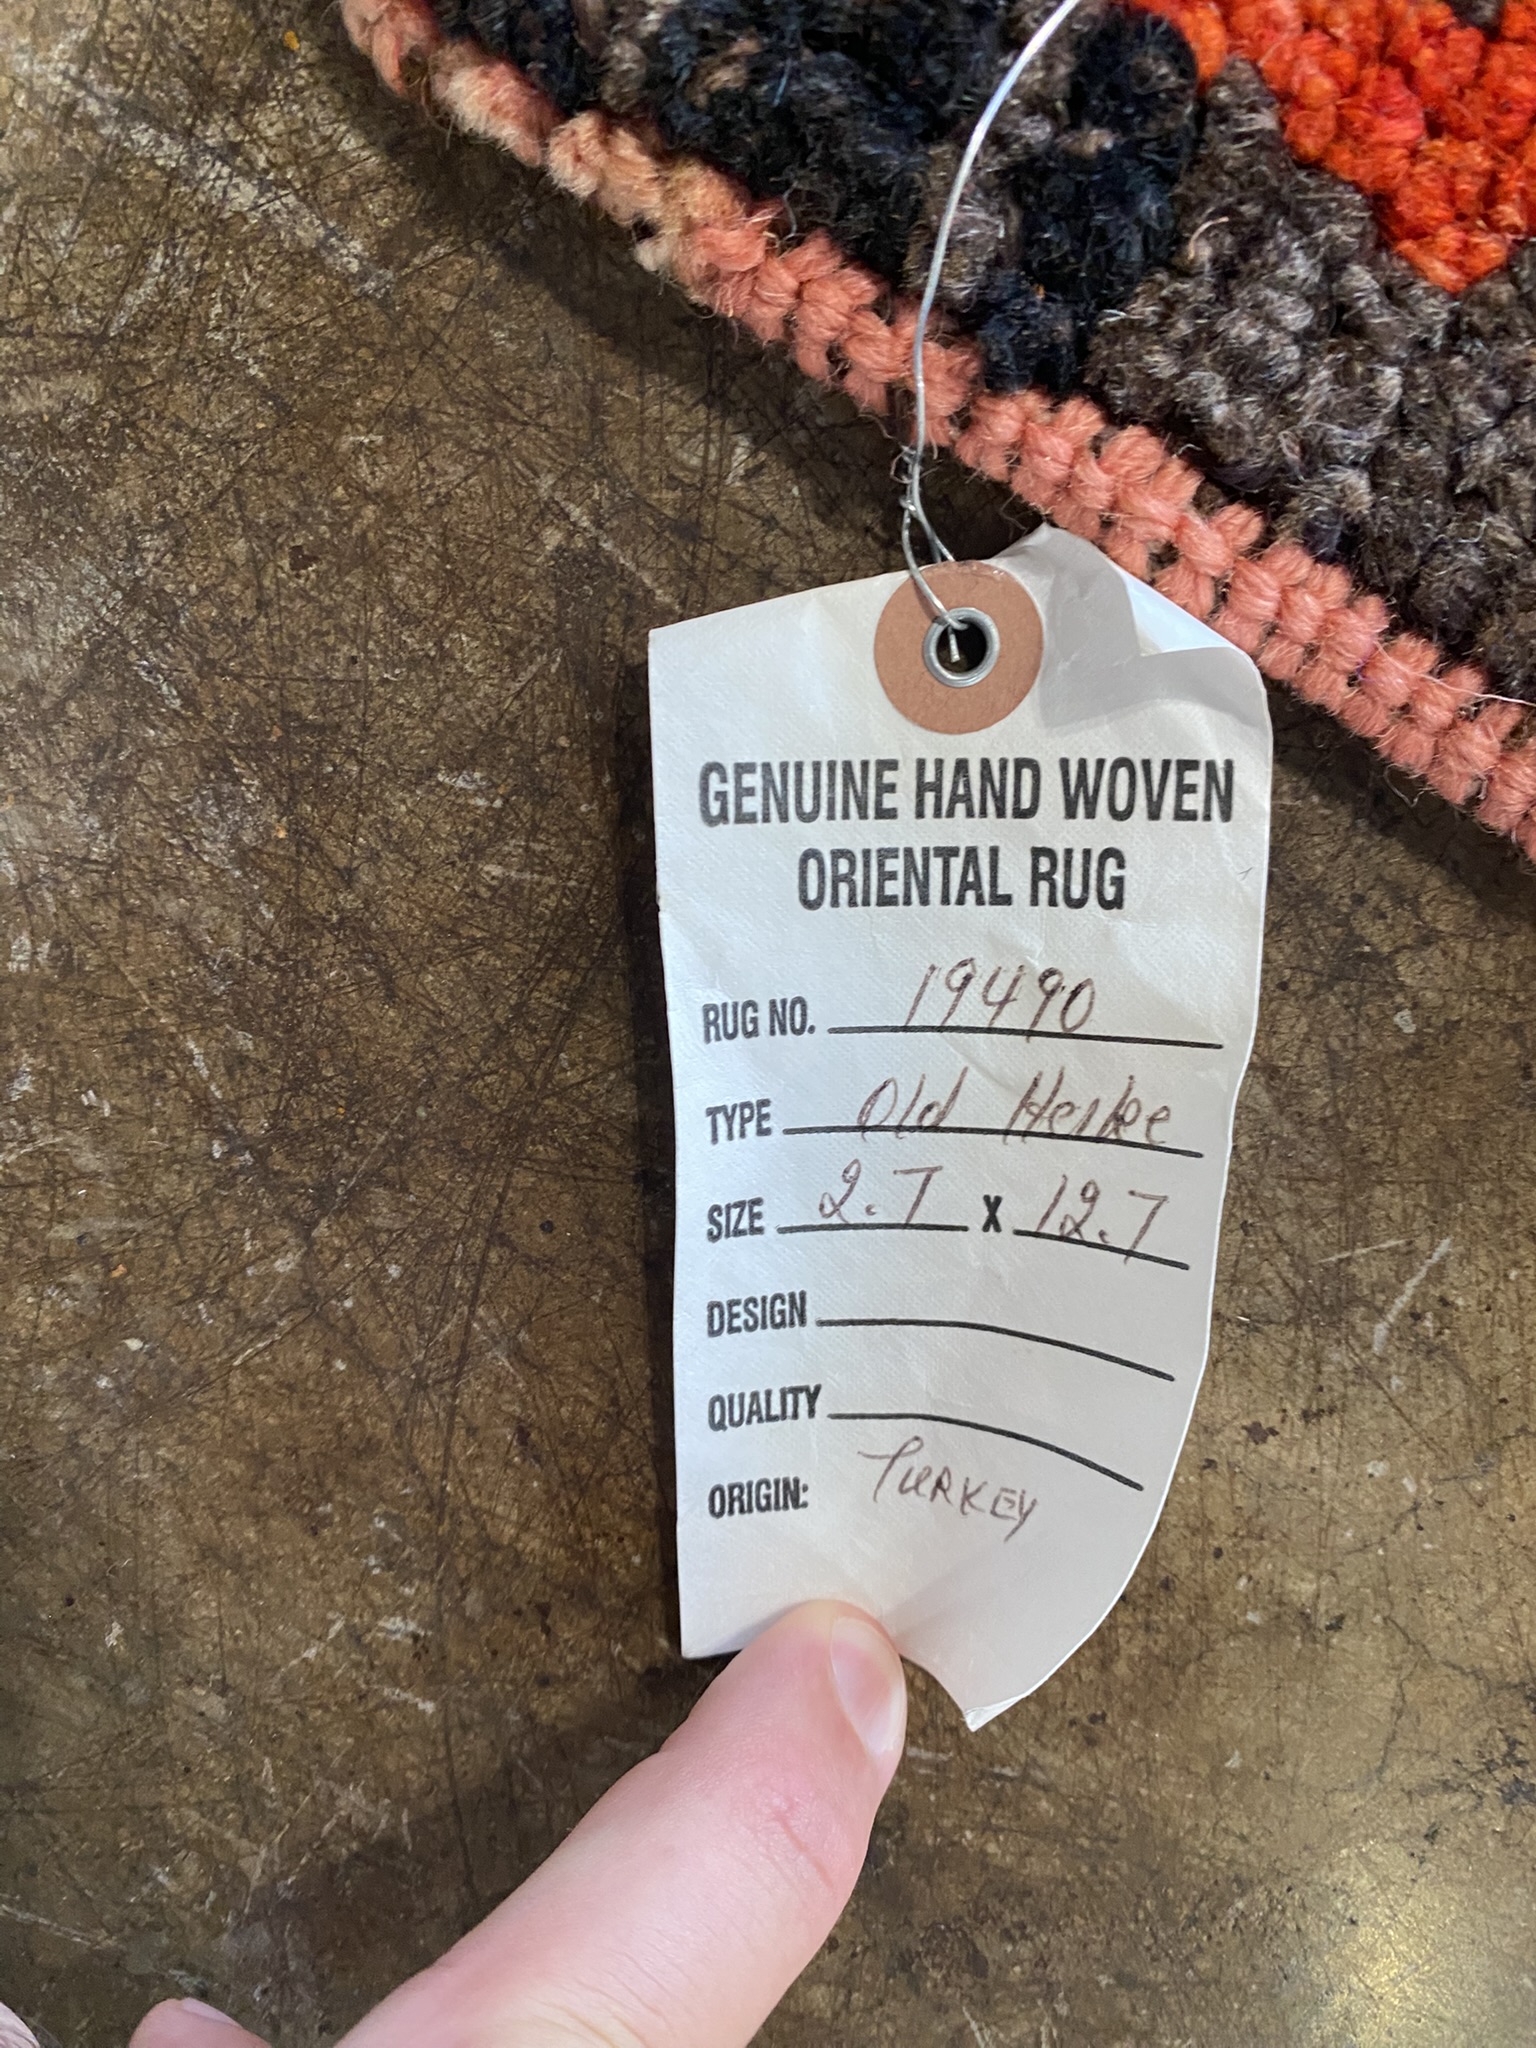 GENUINE HAND WOVEN
ORIENTAL RUG
RUG NO. 19490
TYPE Old Herke
SIZE 2.7 X 12.7
DESIGN
QUALITY
ORIGIN: TURKEY